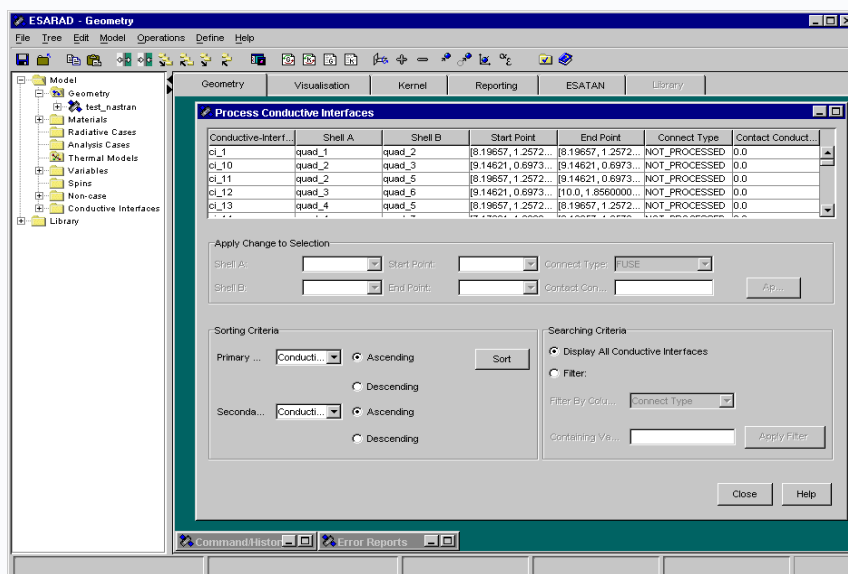 ESARAD - Geometry
File Tree Edit Model Operations Define Help
Model
Geometry
test_nastran
Materials
Radiative Cases
Analysis Cases
Thermal Models
Variables
Spins
Non-case
Conductive Interfaces
Library
Geometry Visualisation Kernel Reporting ESATAN Library
Process Conductive Interfaces
Conductive-Interf... Shell A Shell B Start Point End Point Connect Type Contact Conduct...
ci_1 quad_1 quad_2 [8.19657, 1.2572... [8.19657, 1.2572... NOT_PROCESSED 0.0
ci_10 quad_2 quad_3 [9.14621, 0.6973... [9.14621, 0.6973... NOT_PROCESSED 0.0
ci_11 quad_2 quad_5 [8.19657, 1.2572... [9.14621, 0.6973... NOT_PROCESSED 0.0
ci_12 quad_3 quad_6 [9.14621, 0.6973... [10.0, 1.8560000... NOT_PROCESSED 0.0
ci_13 quad_4 quad_5 [8.19657, 1.2572... [8.19657, 1.2572... NOT_PROCESSED 0.0
Apply Change to Selection
Shell A: Start Point: Connect Type: FUSE
Shell B: End Point: Contact Con... Ap...
Sorting Criteria
Primary ... Conducti... Ascending Sort
Descending
Seconda... Conducti... Ascending
Descending
Searching Criteria
Display All Conductive Interfaces
Filter:
Filter By Colu... Connect Type
Containing Va... Apply Filter
Close Help
Command/Histor Error Reports